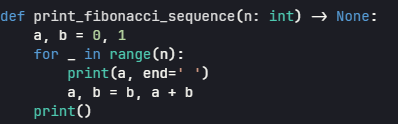 def print_fibonacci_sequence(n: int) -> None:
    a, b = 0, 1
    for _ in range(n):
        print(a, end=' ')
        a, b = b, a + b
    print()